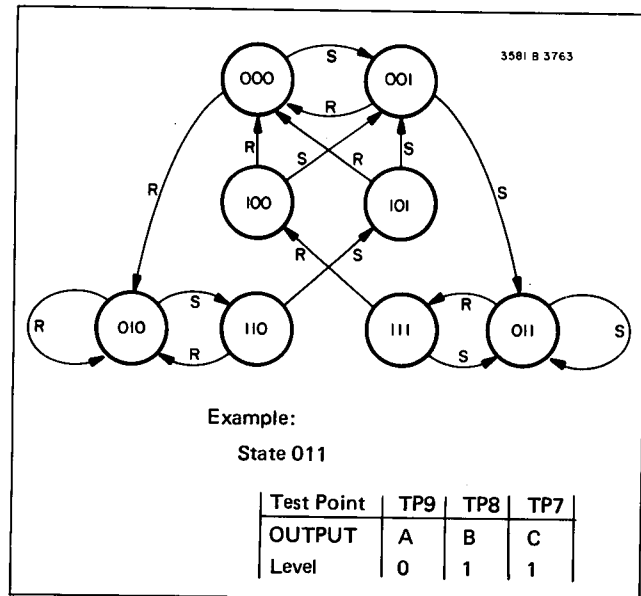 3581 B 3763
S
000
001
R
R
R
S
R
S
S
100
101
R
S
S
R
010
110
111
011
R
R
S
S
Example:
State 011
Test Point TP9 TP8 TP7
OUTPUT A B C
Level 0 1 1